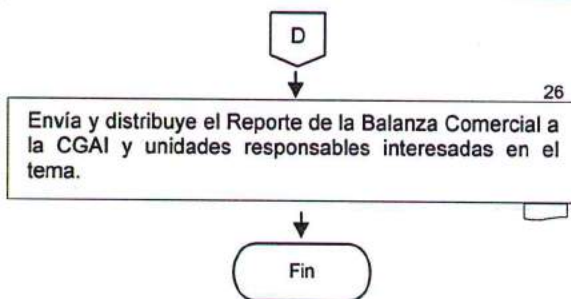 D
26
Envía y distribuye el Reporte de la Balanza Comercial a
la CGAI y unidades responsables interesadas en el
tema.
Fin